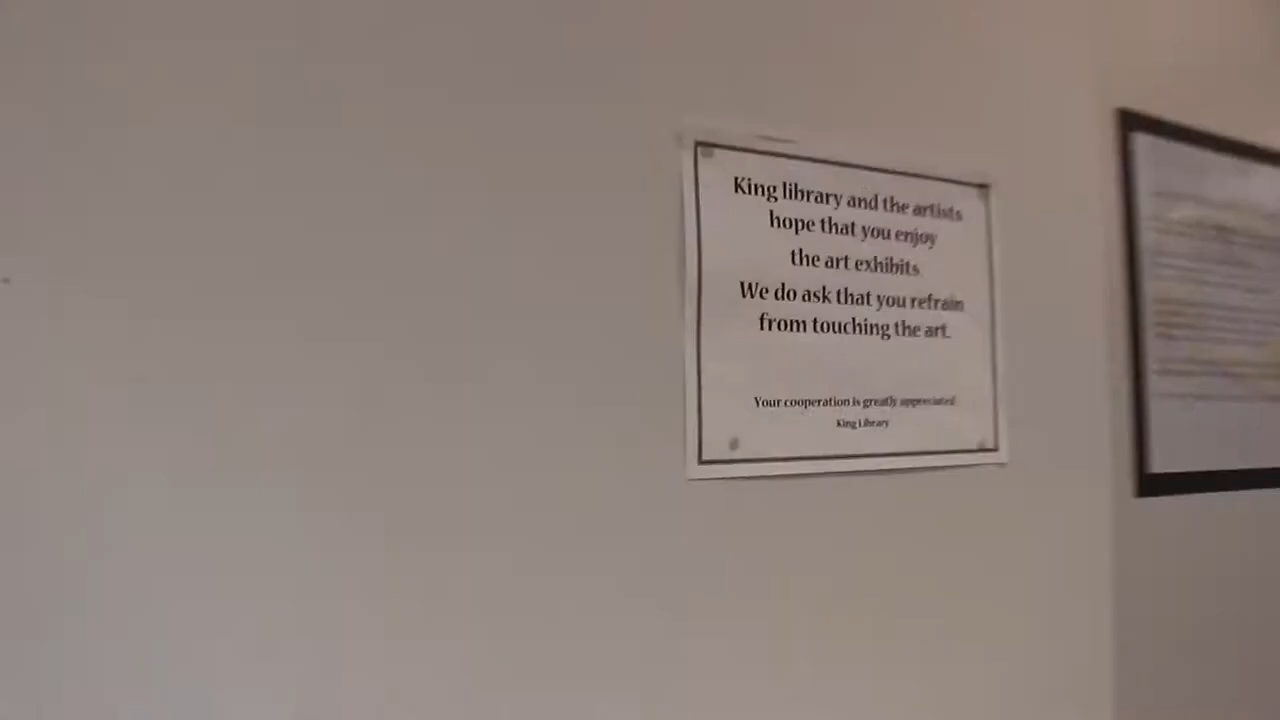 King library and the artists
hope that you enjoy
the art exhibits
We do ask that you refrain
from touching the art.
Your cooperation is greatly appreciated
King Library